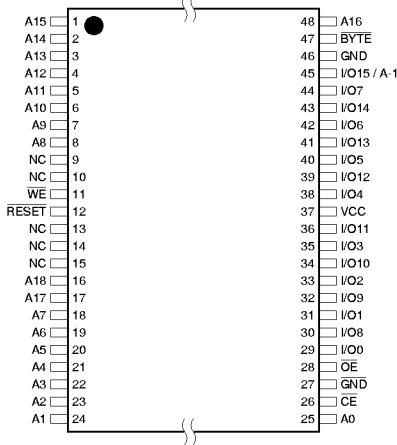 A15 1 48 A16
A14 2 47 BYTE
A13 3 46 GND
A12 4 45 I/O15 / A-1
A11 5 44 I/O7
A10 6 43 I/O14
A9 7 42 I/O6
A8 8 41 I/O13
NC 9 40 I/O5
NC 10 39 I/O12
WE 11 38 I/O4
RESET 12 37 VCC
NC 13 36 I/O11
NC 14 35 I/O3
NC 15 34 I/O10
A18 16 33 I/O2
A17 17 32 I/O9
A7 18 31 I/O1
A6 19 30 I/O8
A5 20 29 I/O0
A4 21 28 OE
A3 22 27 GND
A2 23 26 CE
A1 24 25 A0